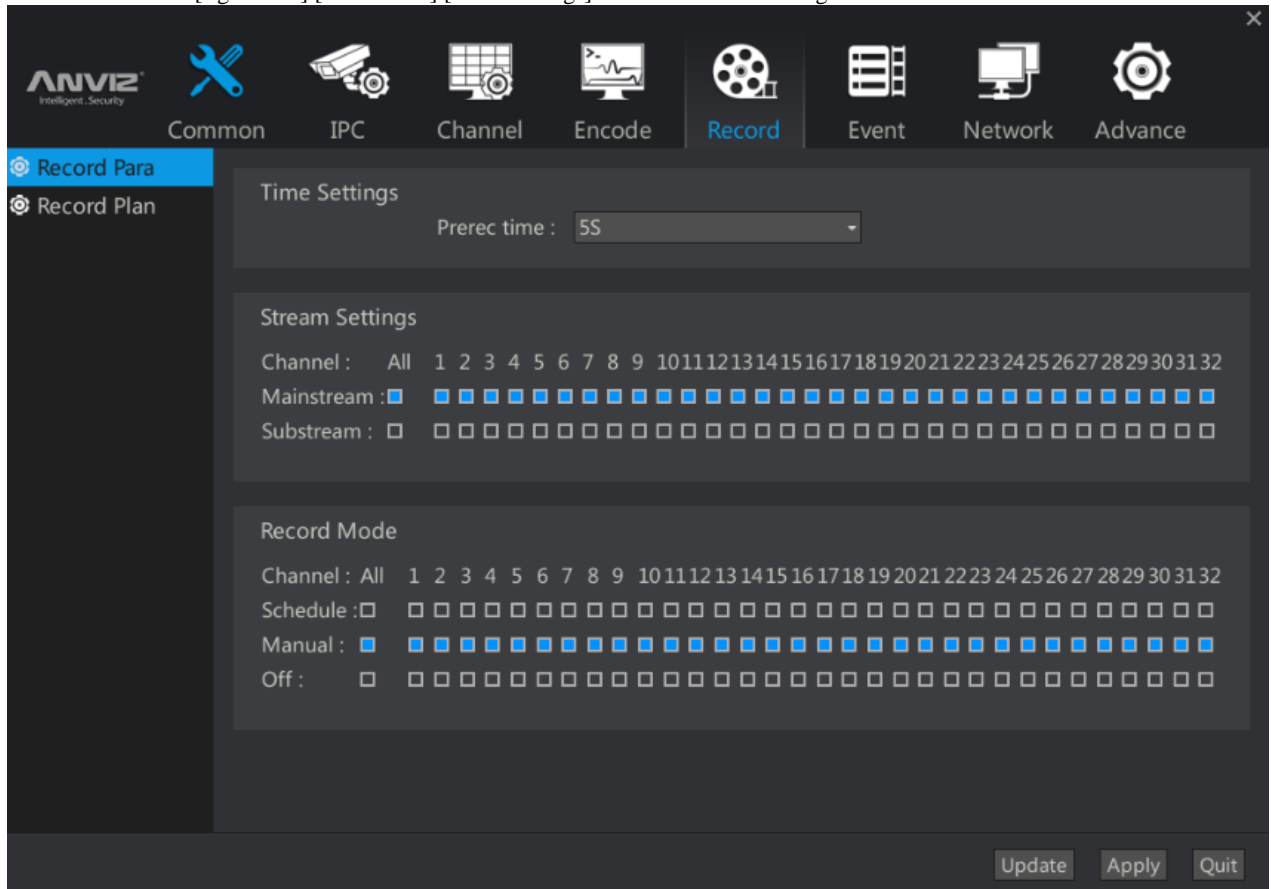 ×
ANVIZ
Intelligent.Security
Common IPC Channel Encode Record Event Network Advance
Record Para
Record Plan
Time Settings
Prerec time : 5S
Stream Settings
Channel : All 1 2 3 4 5 6 7 8 9 10 11 12 13 14 15 16 17 18 19 20 21 22 23 24 25 26 27 28 29 30 31 32
Mainstream :
Substream :
Record Mode
Channel : All 1 2 3 4 5 6 7 8 9 10 11 12 13 14 15 16 17 18 19 20 21 22 23 24 25 26 27 28 29 30 31 32
Schedule :
Manual :
Off :
Update Apply Quit